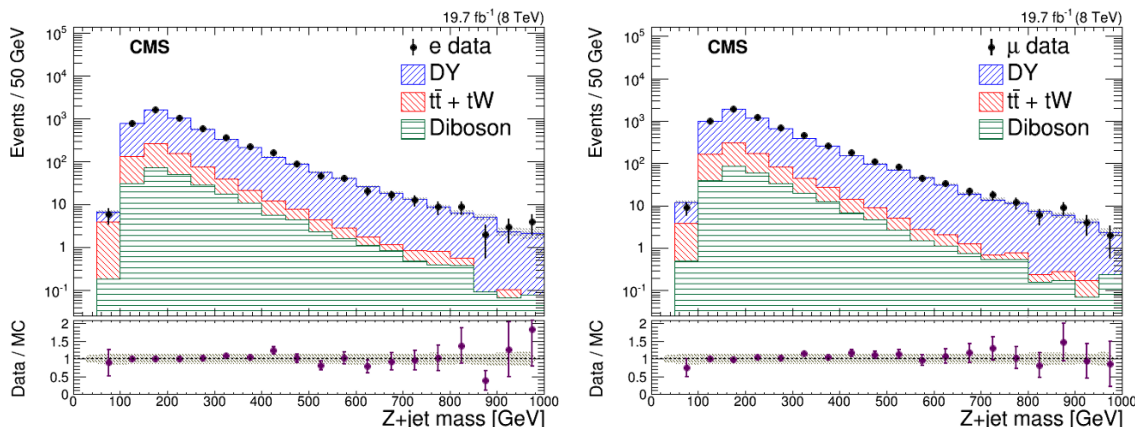 19.7 fb⁻¹ (8 TeV)
CMS
e data
DY
tt̄ + tW
Diboson
Events / 50 GeV
10⁵
10⁴
10³
10²
10
1
10⁻¹
Data / MC
2
1.5
1
0.5
0
0 100 200 300 400 500 600 700 800 900 1000
Z+jet mass [GeV]
19.7 fb⁻¹ (8 TeV)
CMS
μ data
DY
tt̄ + tW
Diboson
Events / 50 GeV
10⁵
10⁴
10³
10²
10
1
10⁻¹
Data / MC
2
1.5
1
0.5
0
0 100 200 300 400 500 600 700 800 900 1000
Z+jet mass [GeV]